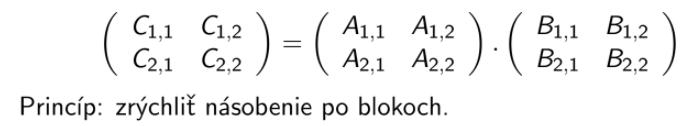 ( C1,1 C1,2 ) = ( A1,1 A1,2 ) · ( B1,1 B1,2 )
( C2,1 C2,2 ) ( A2,1 A2,2 ) ( B2,1 B2,2 )
Princíp: zrýchliť násobenie po blokoch.